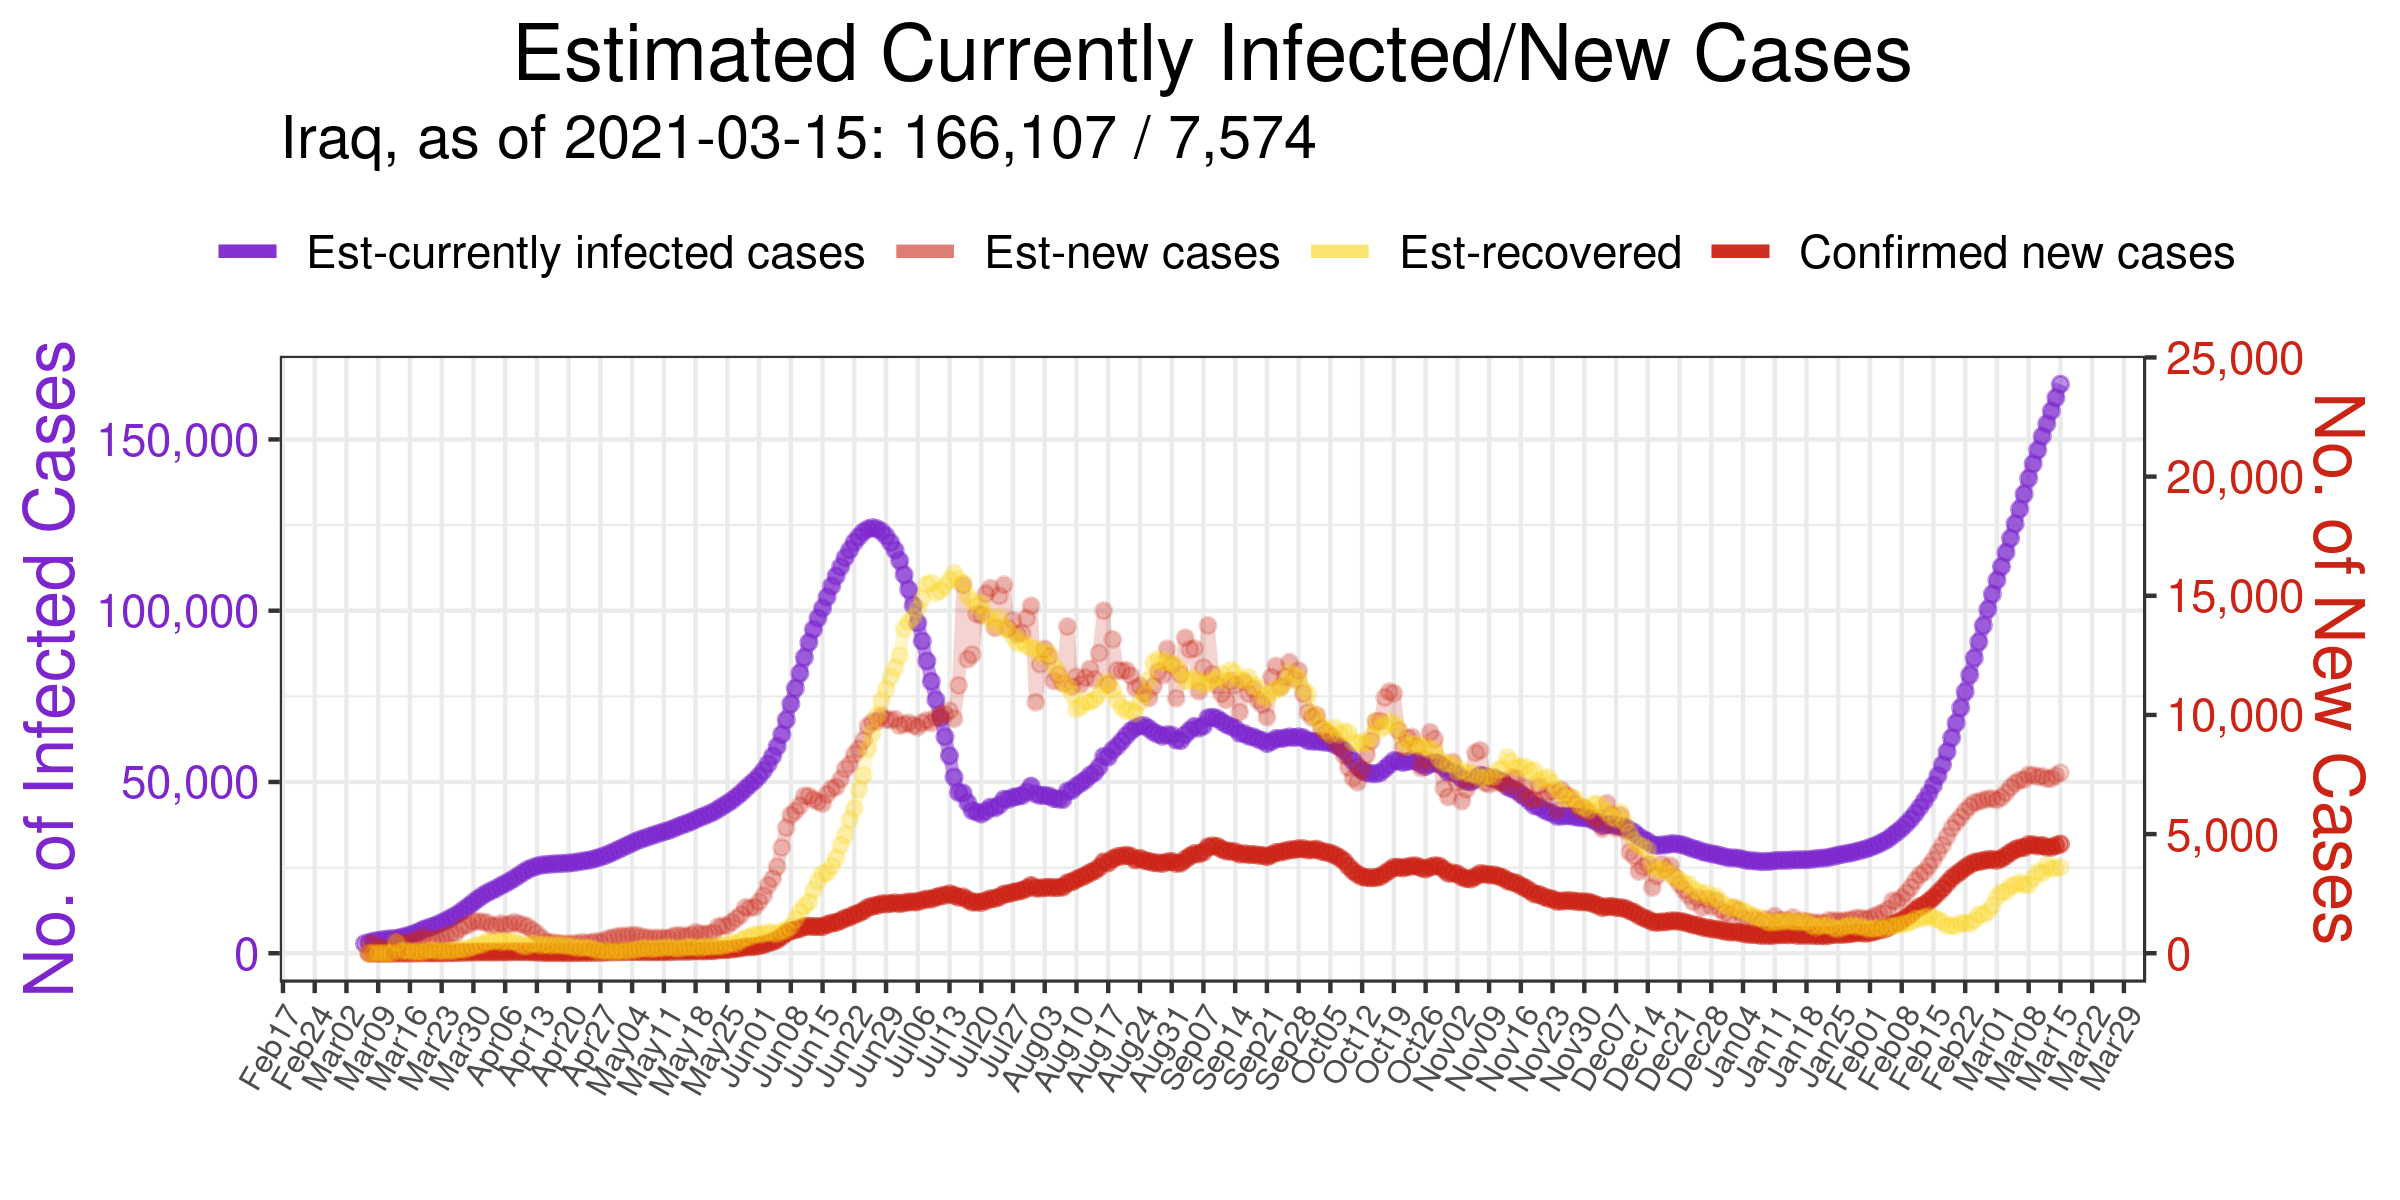 Estimated Currently Infected/New Cases
Iraq, as of 2021-03-15: 166,107 / 7,574
Est-currently infected cases
Est-new cases
Est-recovered
Confirmed new cases
No. of Infected Cases
150,000
100,000
50,000
0
25,000
20,000
15,000
10,000
5,000
0
No. of New Cases
Feb17
Feb24
Mar02
Mar09
Mar16
Mar23
Mar30
Apr06
Apr13
Apr20
Apr27
May04
May11
May18
May25
Jun01
Jun08
Jun15
Jun22
Jun29
Jul06
Jul13
Jul20
Jul27
Aug03
Aug10
Aug17
Aug24
Aug31
Sep07
Sep14
Sep21
Sep28
Oct05
Oct12
Oct19
Oct26
Nov02
Nov09
Nov16
Nov23
Nov30
Dec07
Dec14
Dec21
Dec28
Jan04
Jan11
Jan18
Jan25
Feb01
Feb08
Feb15
Feb22
Mar01
Mar08
Mar15
Mar22
Mar29